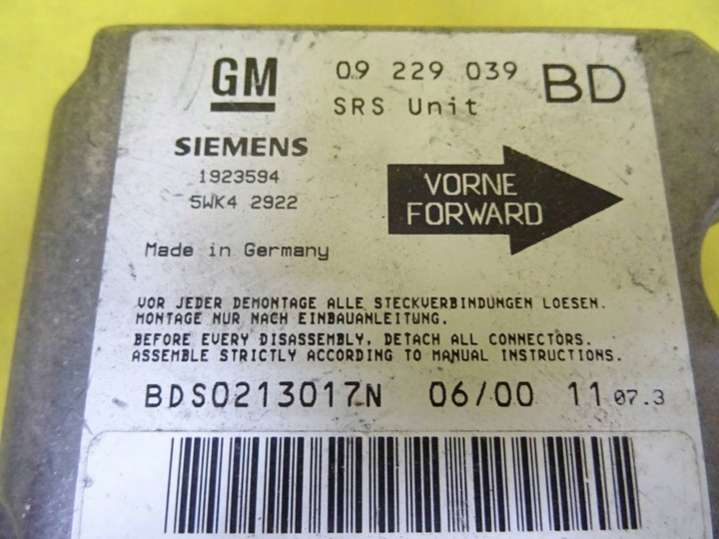 GM 09 229 039 BD
SRS Unit
SIEMENS
1923594
5WK4 2922
VORNE
FORWARD
Made in Germany
VOR JEDER DEMONTAGE ALLE STECKVERBINDUNGEN LOESEN.
MONTAGE NUR NACH EINBAUANLEITUNG.
BEFORE EVERY DISASSEMBLY, DETACH ALL CONNECTORS.
ASSEMBLE STRICTLY ACCORDING TO MANUAL INSTRUCTIONS.
BDS0213017N 06/00 11 07.3